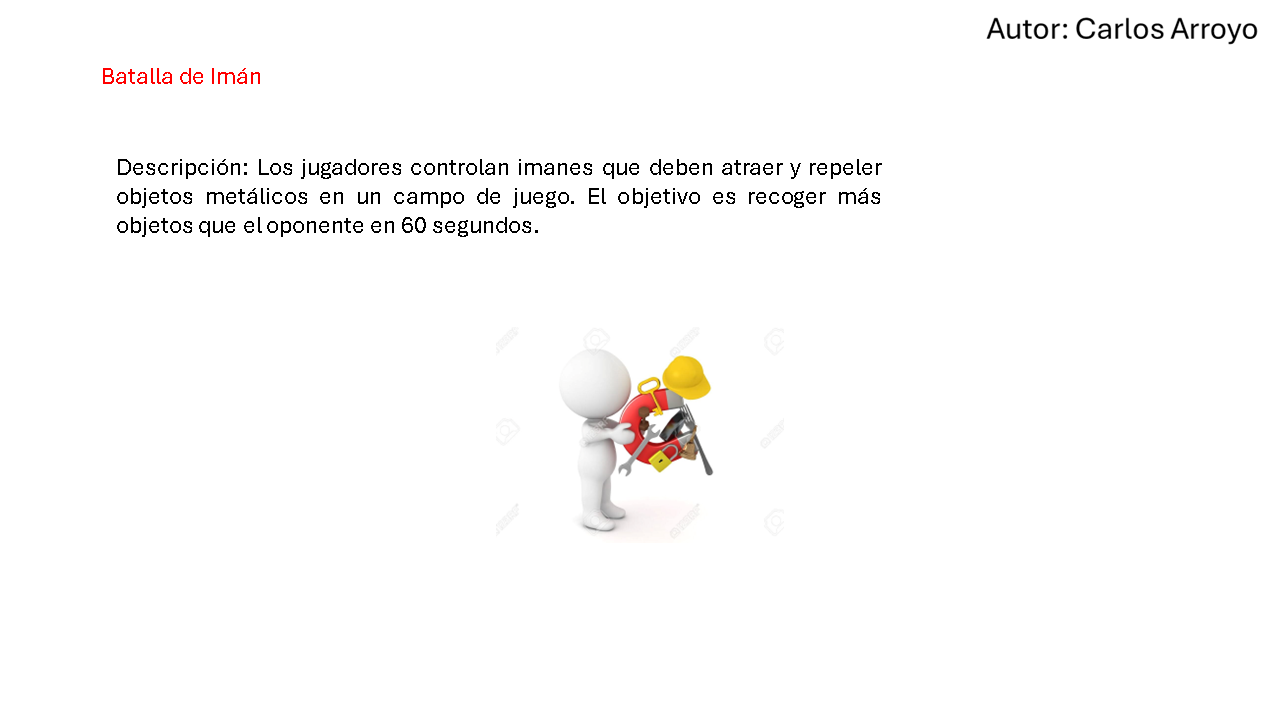 Autor: Carlos Arroyo
Batalla de Imán
Descripción: Los jugadores controlan imanes que deben atraer y repeler
objetos metálicos en un campo de juego. El objetivo es recoger más
objetos que el oponente en 60 segundos.